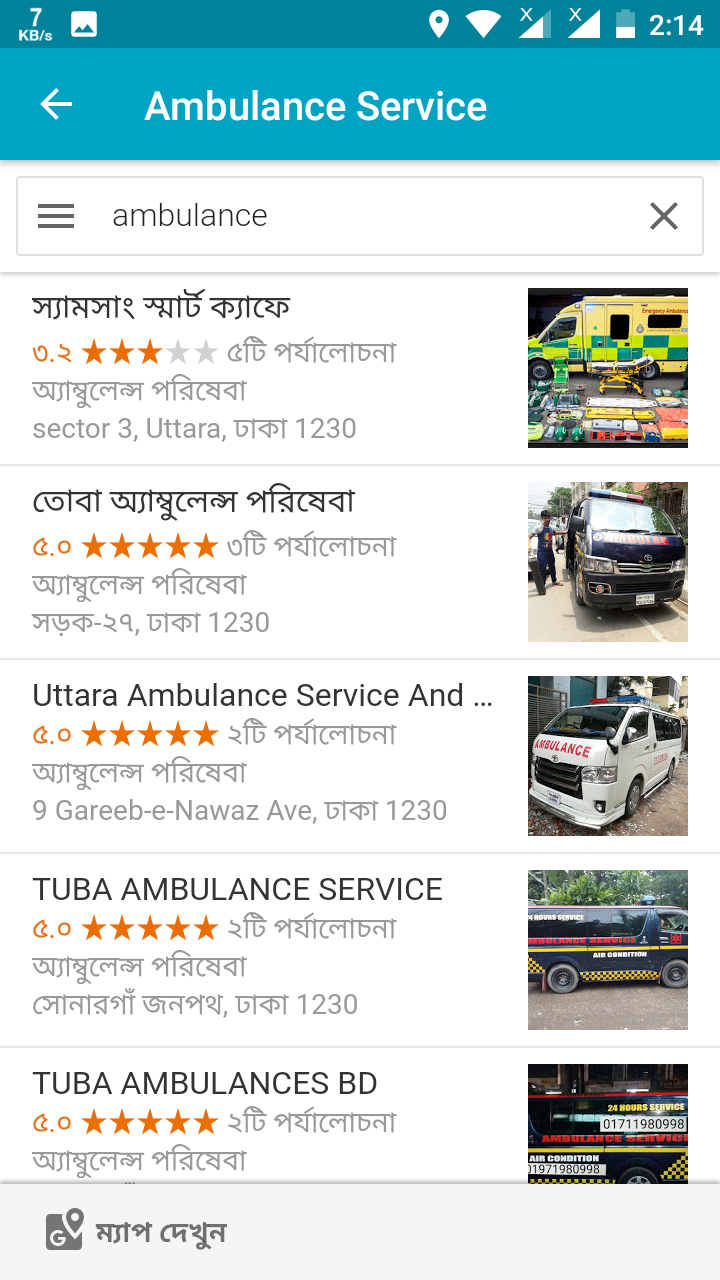 7
KB/s
2:14
Ambulance Service
ambulance
স্যামসাং স্মার্ট ক্যাফে
৩.২ ৫টি পর্যালোচনা
অ্যাম্বুলেন্স পরিষেবা
sector 3, Uttara, ঢাকা 1230
Emergency Ambulance
তোবা অ্যাম্বুলেন্স পরিষেবা
৫.০ ৩টি পর্যালোচনা
অ্যাম্বুলেন্স পরিষেবা
সড়ক-২৭, ঢাকা 1230
Uttara Ambulance Service And ...
৫.০ ২টি পর্যালোচনা
অ্যাম্বুলেন্স পরিষেবা
9 Gareeb-e-Nawaz Ave, ঢাকা 1230
AMBULANCE
TUBA AMBULANCE SERVICE
৫.০ ২টি পর্যালোচনা
অ্যাম্বুলেন্স পরিষেবা
সোনারগাঁ জনপথ, ঢাকা 1230
HOURS SERVICE
MBULANCE SERVICE
AIR CONDITION
TUBA AMBULANCES BD
৫.০ ২টি পর্যালোচনা
অ্যাম্বুলেন্স পরিষেবা
24 HOURS SERVICE
01711980998
AMBULANCE SERVICE
AIR CONDITION
01971980998
G
ম্যাপ দেখুন